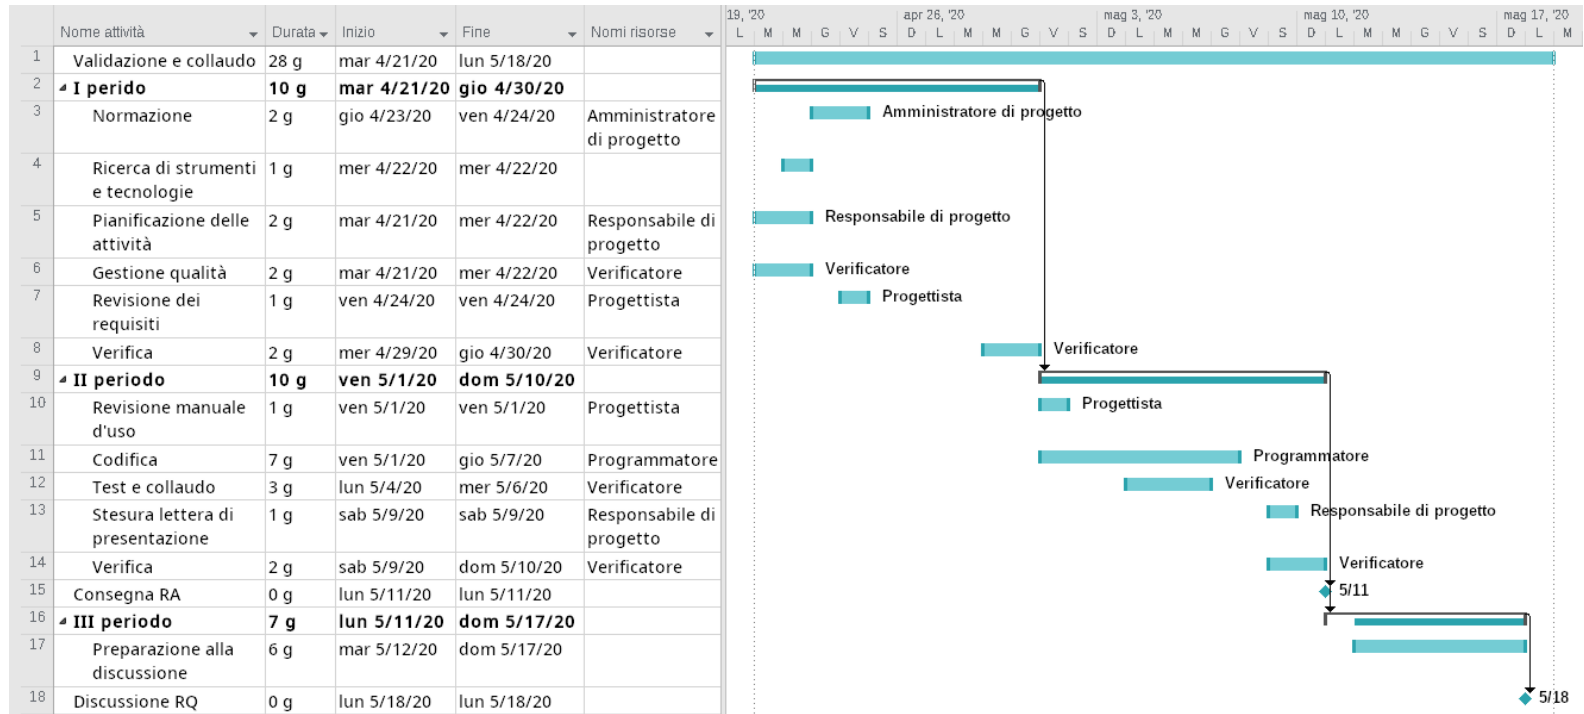 19, '20 apr 26, '20 mag 3, '20 mag 10, '20 mag 17, '20
Nome attività Durata Inizio Fine Nomi risorse L M M G V S D L M M G V S D L M M G V S D L M M G V S D L M
1 Validazione e collaudo 28 g mar 4/21/20 lun 5/18/20
2 I perido 10 g mar 4/21/20 gio 4/30/20
3 Normazione 2 g gio 4/23/20 ven 4/24/20 Amministratore Amministratore di progetto
di progetto
4 Ricerca di strumenti 1 g mer 4/22/20 mer 4/22/20
e tecnologie
5 Pianificazione delle 2 g mar 4/21/20 mer 4/22/20 Responsabile di Responsabile di progetto
attività progetto
6 Gestione qualità 2 g mar 4/21/20 mer 4/22/20 Verificatore Verificatore
7 Revisione dei 1 g ven 4/24/20 ven 4/24/20 Progettista Progettista
requisiti
8 Verifica 2 g mer 4/29/20 gio 4/30/20 Verificatore Verificatore
9 II periodo 10 g ven 5/1/20 dom 5/10/20
10 Revisione manuale 1 g ven 5/1/20 ven 5/1/20 Progettista Progettista
d'uso
11 Codifica 7 g ven 5/1/20 gio 5/7/20 Programmatore Programmatore
12 Test e collaudo 3 g lun 5/4/20 mer 5/6/20 Verificatore Verificatore
13 Stesura lettera di 1 g sab 5/9/20 sab 5/9/20 Responsabile di Responsabile di progetto
presentazione progetto
14 Verifica 2 g sab 5/9/20 dom 5/10/20 Verificatore Verificatore
15 Consegna RA 0 g lun 5/11/20 lun 5/11/20 5/11
16 III periodo 7 g lun 5/11/20 dom 5/17/20
17 Preparazione alla 6 g mar 5/12/20 dom 5/17/20
discussione
18 Discussione RQ 0 g lun 5/18/20 lun 5/18/20 5/18